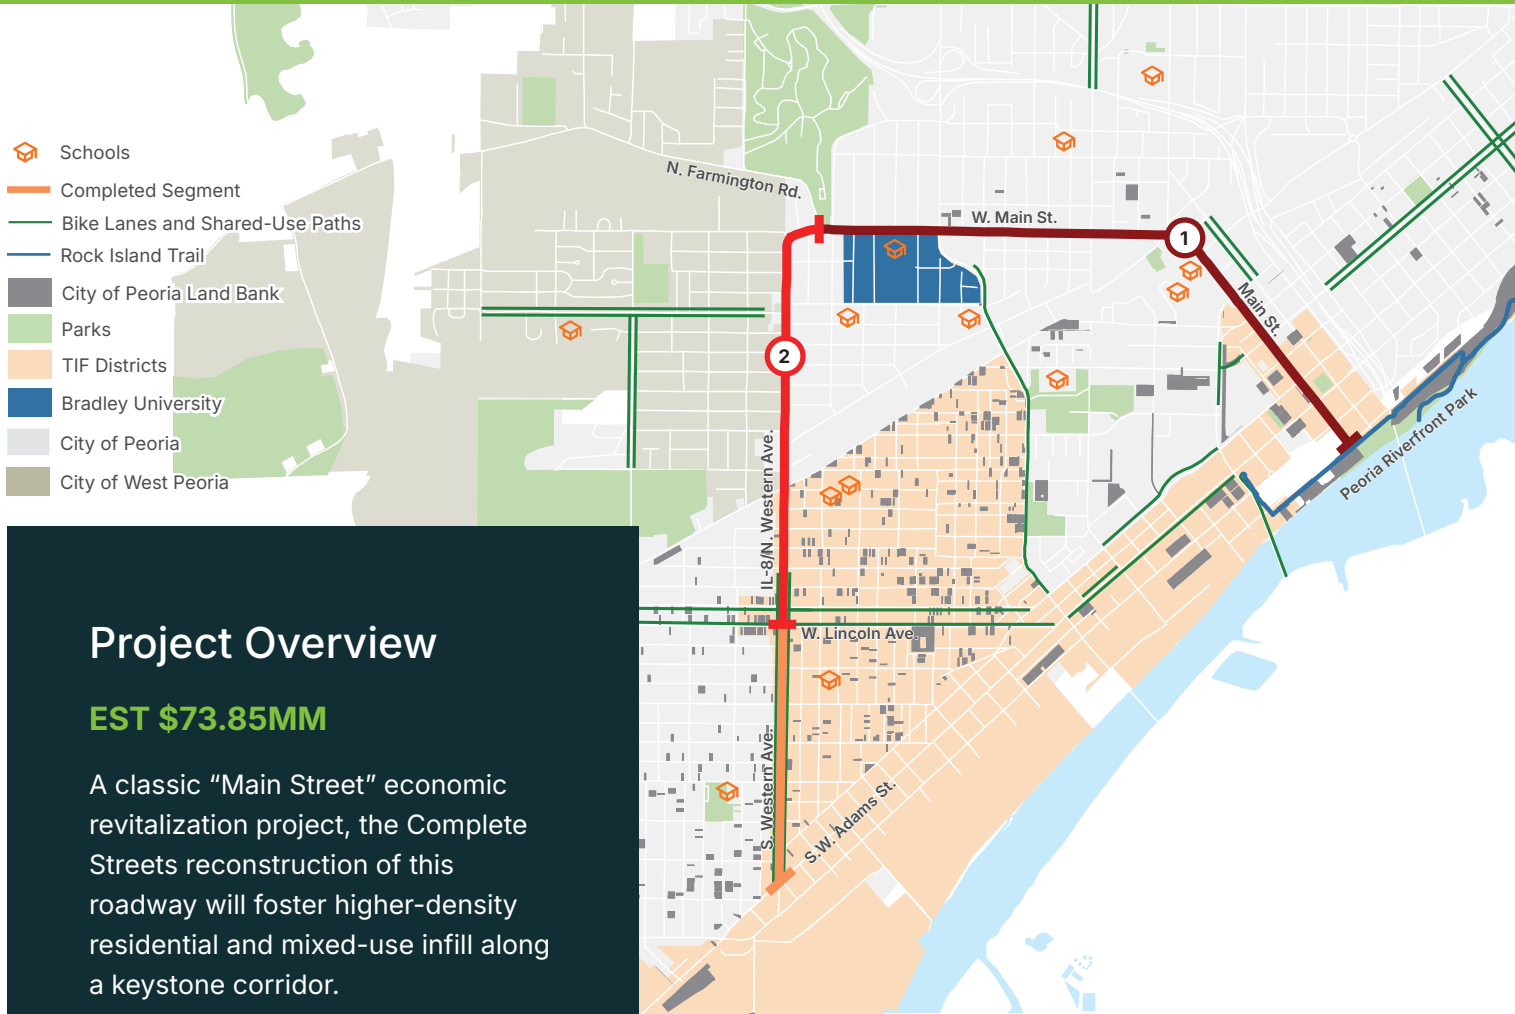 Schools
Completed Segment
Bike Lanes and Shared-Use Paths
Rock Island Trail
City of Peoria Land Bank
Parks
TIF Districts
Bradley University
City of Peoria
City of West Peoria
N. Farmington Rd.
W. Main St.
1
Main St.
2
Peoria Riverfront Park
IL-8/N. Western Ave.
W. Lincoln Ave.
S. Western Ave.
S.W. Adams St.
Project Overview
EST $73.85MM
A classic “Main Street” economic
revitalization project, the Complete
Streets reconstruction of this
roadway will foster higher-density
residential and mixed-use infill along
a keystone corridor.